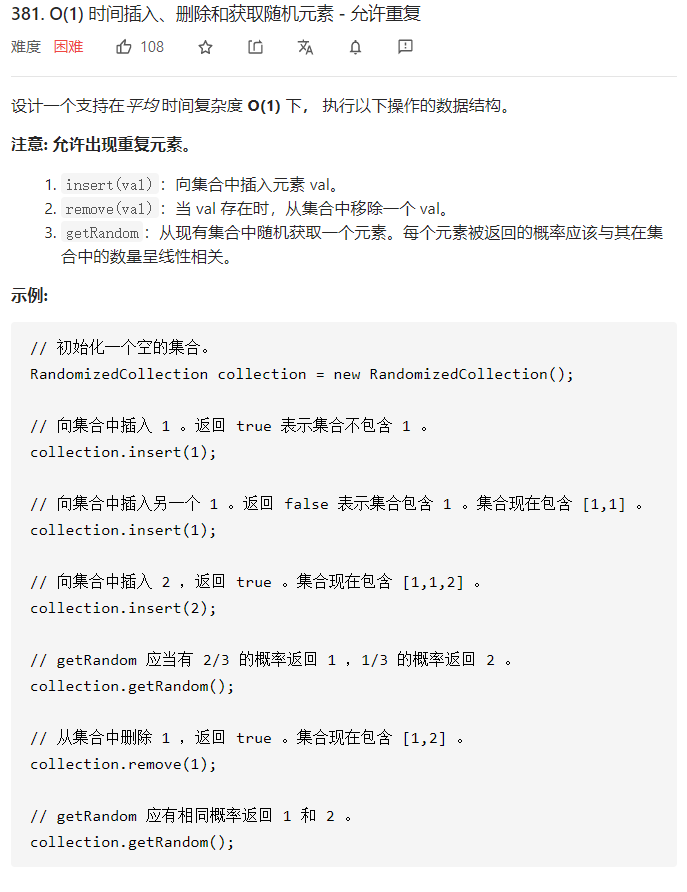 381. O(1) 时间插入、删除和获取随机元素 - 允许重复
难度 困难 108
设计一个支持在平均 时间复杂度 O(1) 下， 执行以下操作的数据结构。
注意: 允许出现重复元素。
1. insert(val)：向集合中插入元素 val。
2. remove(val)：当 val 存在时，从集合中移除一个 val。
3. getRandom：从现有集合中随机获取一个元素。每个元素被返回的概率应该与其在集
合中的数量呈线性相关。
示例:
// 初始化一个空的集合。
RandomizedCollection collection = new RandomizedCollection();
// 向集合中插入 1 。返回 true 表示集合不包含 1 。
collection.insert(1);
// 向集合中插入另一个 1 。返回 false 表示集合包含 1 。集合现在包含 [1,1] 。
collection.insert(1);
// 向集合中插入 2 ，返回 true 。集合现在包含 [1,1,2] 。
collection.insert(2);
// getRandom 应当有 2/3 的概率返回 1 ，1/3 的概率返回 2 。
collection.getRandom();
// 从集合中删除 1 ，返回 true 。集合现在包含 [1,2] 。
collection.remove(1);
// getRandom 应有相同概率返回 1 和 2 。
collection.getRandom();